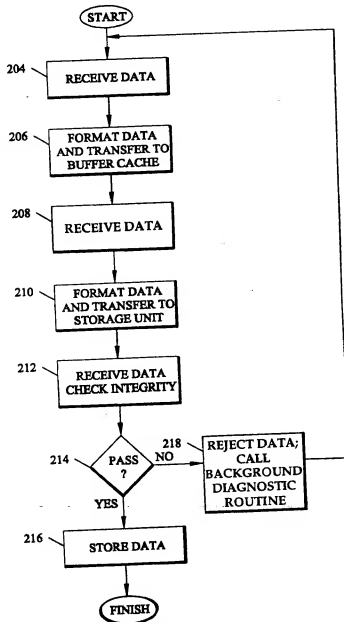 START
204
RECEIVE DATA
206
FORMAT DATA
AND TRANSFER TO
BUFFER CACHE
208
RECEIVE DATA
210
FORMAT DATA
AND TRANSFER TO
STORAGE UNIT
212
RECEIVE DATA
CHECK INTEGRITY
214
PASS
?
NO
218
REJECT DATA;
CALL
BACKGROUND
DIAGNOSTIC
ROUTINE
YES
216
STORE DATA
FINISH